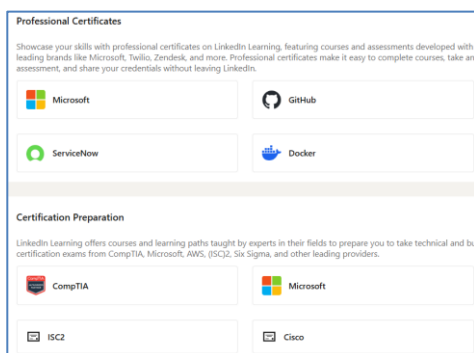 Professional Certificates
Showcase your skills with professional certificates on LinkedIn Learning, featuring courses and assessments developed with
leading brands like Microsoft, Twilio, Zendesk, and more. Professional certificates make it easy to complete courses, take an
assessment, and share your credentials without leaving LinkedIn.
Microsoft
GitHub
ServiceNow
Docker
Certification Preparation
LinkedIn Learning offers courses and learning paths taught by experts in their fields to prepare you to take technical and bu
certification exams from CompTIA, Microsoft, AWS, (ISC)2, Six Sigma, and other leading providers.
CompTIA
Microsoft
ISC2
Cisco